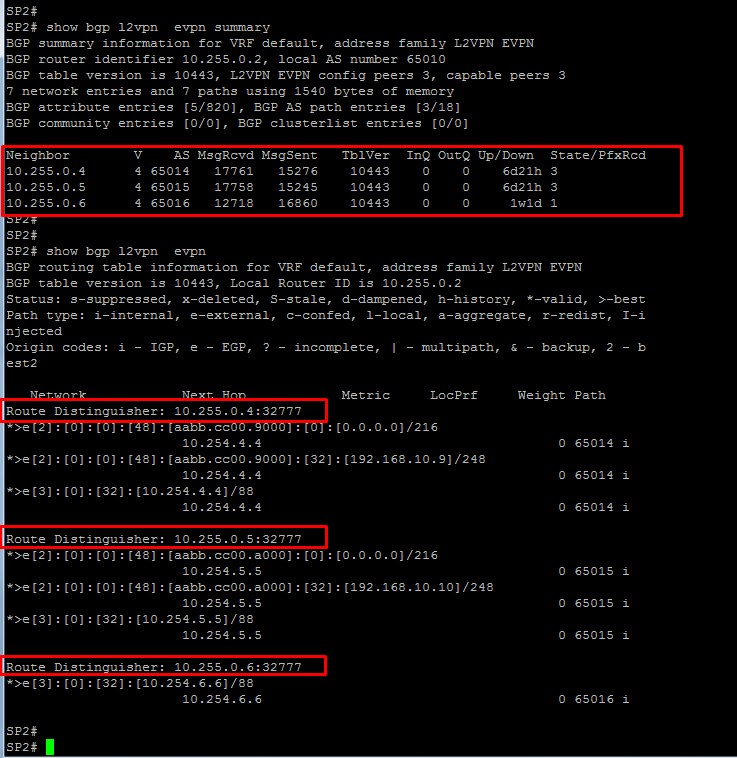 SP2#
SP2# show bgp l2vpn  evpn summary
BGP summary information for VRF default, address family L2VPN EVPN
BGP router identifier 10.255.0.2, local AS number 65010
BGP table version is 10443, L2VPN EVPN config peers 3, capable peers 3
7 network entries and 7 paths using 1540 bytes of memory
BGP attribute entries [5/820], BGP AS path entries [3/18]
BGP community entries [0/0], BGP clusterlist entries [0/0]
Neighbor        V    AS MsgRcvd MsgSent   TblVer  InQ OutQ Up/Down  State/PfxRcd
10.255.0.4      4 65014   17761   15276    10443    0    0    6d21h 3
10.255.0.5      4 65015   17758   15245    10443    0    0    6d21h 3
10.255.0.6      4 65016   12718   16860    10443    0    0     1w1d 1
SP2#
SP2#
SP2# show bgp l2vpn  evpn
BGP routing table information for VRF default, address family L2VPN EVPN
BGP table version is 10443, Local Router ID is 10.255.0.2
Status: s-suppressed, x-deleted, S-stale, d-dampened, h-history, *-valid, >-best
Path type: i-internal, e-external, c-confed, l-local, a-aggregate, r-redist, I-i
njected
Origin codes: i - IGP, e - EGP, ? - incomplete, | - multipath, & - backup, 2 - b
est2
   Network            Next Hop            Metric     LocPrf     Weight Path
Route Distinguisher: 10.255.0.4:32777
*>e[2]:[0]:[0]:[48]:[aabb.cc00.9000]:[0]:[0.0.0.0]/216
                      10.254.4.4                                     0 65014 i
*>e[2]:[0]:[0]:[48]:[aabb.cc00.9000]:[32]:[192.168.10.9]/248
                      10.254.4.4                                     0 65014 i
*>e[3]:[0]:[32]:[10.254.4.4]/88
                      10.254.4.4                                     0 65014 i
Route Distinguisher: 10.255.0.5:32777
*>e[2]:[0]:[0]:[48]:[aabb.cc00.a000]:[0]:[0.0.0.0]/216
                      10.254.5.5                                     0 65015 i
*>e[2]:[0]:[0]:[48]:[aabb.cc00.a000]:[32]:[192.168.10.10]/248
                      10.254.5.5                                     0 65015 i
*>e[3]:[0]:[32]:[10.254.5.5]/88
                      10.254.5.5                                     0 65015 i
Route Distinguisher: 10.255.0.6:32777
*>e[3]:[0]:[32]:[10.254.6.6]/88
                      10.254.6.6                                     0 65016 i
SP2#
SP2#